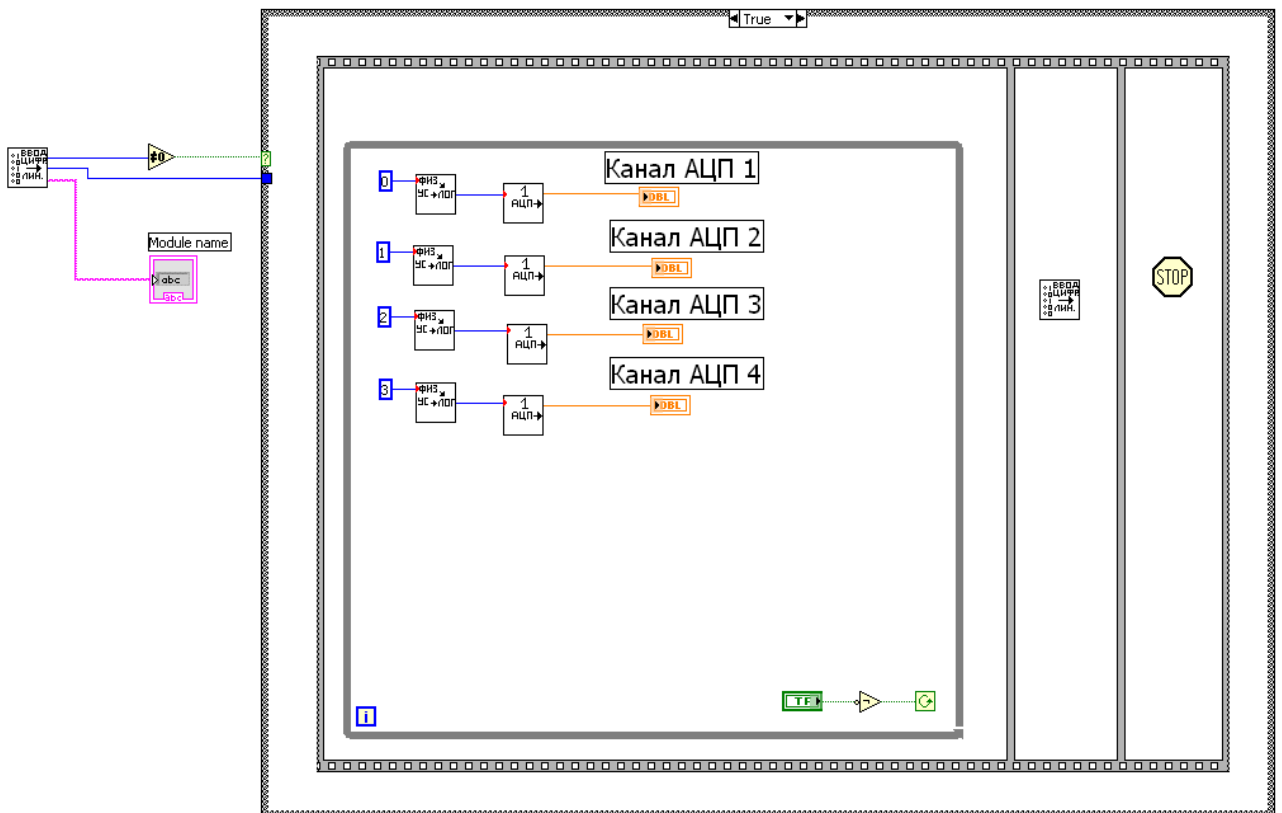 True
ВВОД
ЦИФР
ЛИН.
≠0
?
Module name
abc
abc
0
ФИЗ
УС→ЛОГ
1
АЦП→
Канал АЦП 1
DBL
1
ФИЗ
УС→ЛОГ
1
АЦП→
Канал АЦП 2
DBL
2
ФИЗ
УС→ЛОГ
1
АЦП→
Канал АЦП 3
DBL
3
ФИЗ
УС→ЛОГ
1
АЦП→
Канал АЦП 4
DBL
ВВОД
ЦИФР
ЛИН.
STOP
TF
i